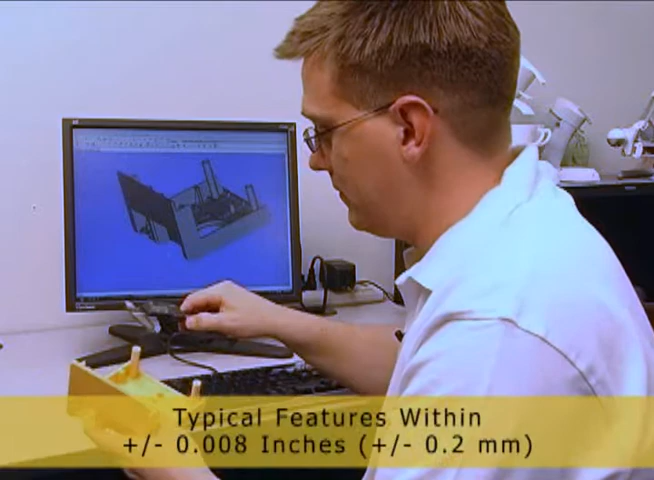 Typical Features Within
+/- 0.008 Inches (+/- 0.2 mm)